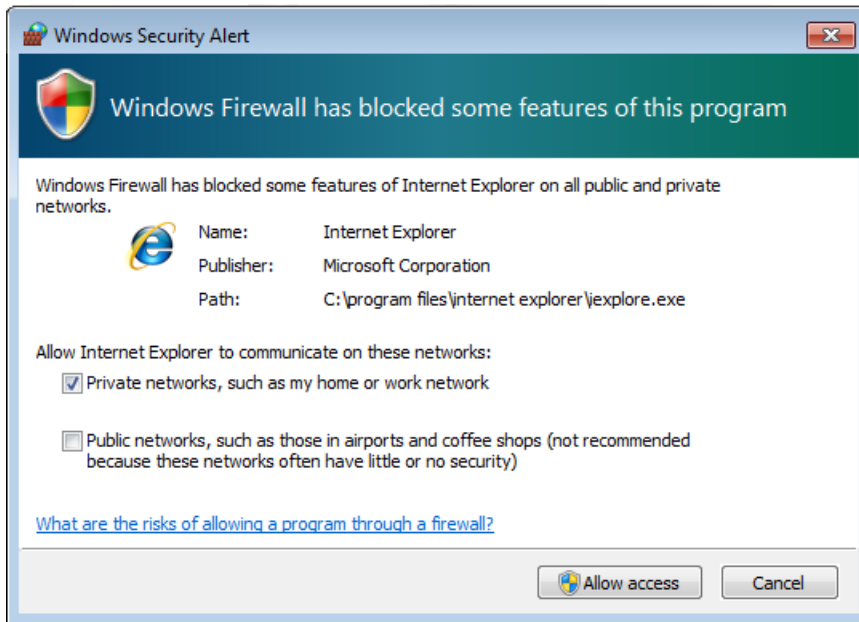 Windows Security Alert
Windows Firewall has blocked some features of this program
Windows Firewall has blocked some features of Internet Explorer on all public and private
networks.
Name: Internet Explorer
Publisher: Microsoft Corporation
Path: C:\program files\internet explorer\iexplore.exe
Allow Internet Explorer to communicate on these networks:
Private networks, such as my home or work network
Public networks, such as those in airports and coffee shops (not recommended
because these networks often have little or no security)
What are the risks of allowing a program through a firewall?
Allow access Cancel